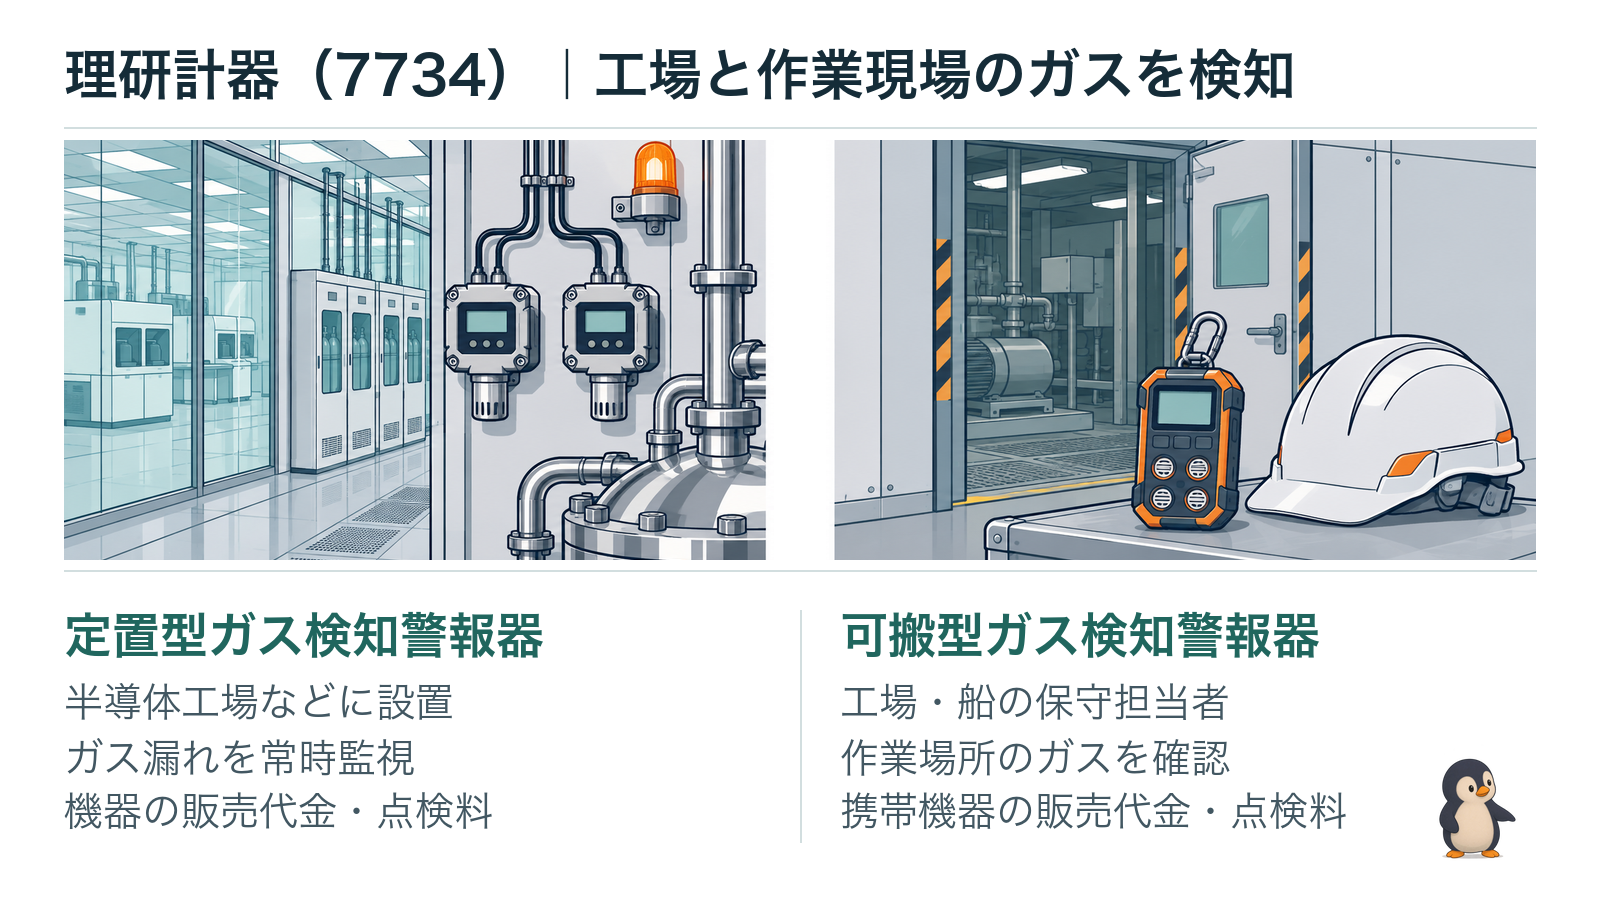 理研計器（7734）｜工場と作業現場のガスを検知
定置型ガス検知警報器
半導体工場などに設置
ガス漏れを常時監視
機器の販売代金・点検料
可搬型ガス検知警報器
工場・船の保守担当者
作業場所のガスを確認
携帯機器の販売代金・点検料